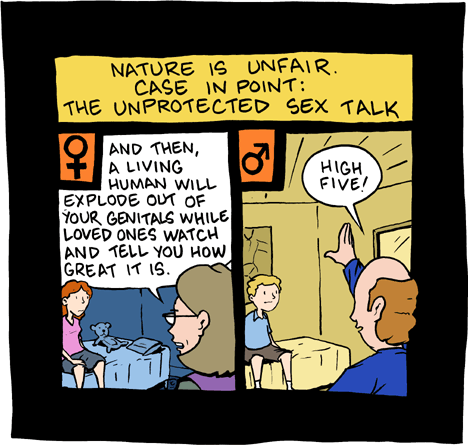 NATURE IS UNFAIR.
CASE IN POINT:
THE UNPROTECTED SEX TALK
♀
AND THEN,
A LIVING
HUMAN WILL
EXPLODE OUT OF
YOUR GENITALS WHILE
LOVED ONES WATCH
AND TELL YOU HOW
GREAT IT IS.
♂
HIGH
FIVE!